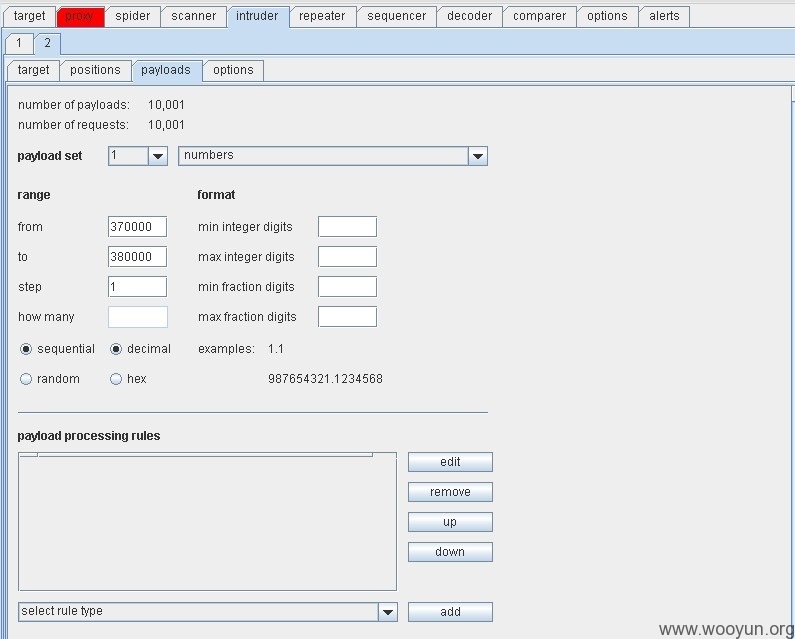 target proxy spider scanner intruder repeater sequencer decoder comparer options alerts
1 2
target positions payloads options
number of payloads: 10,001
number of requests: 10,001
payload set 1 numbers
range format
from 370000 min integer digits
to 380000 max integer digits
step 1 min fraction digits
how many max fraction digits
sequential decimal examples: 1.1
random hex 987654321.1234568
payload processing rules
edit
remove
up
down
select rule type add
www.wooyun.org